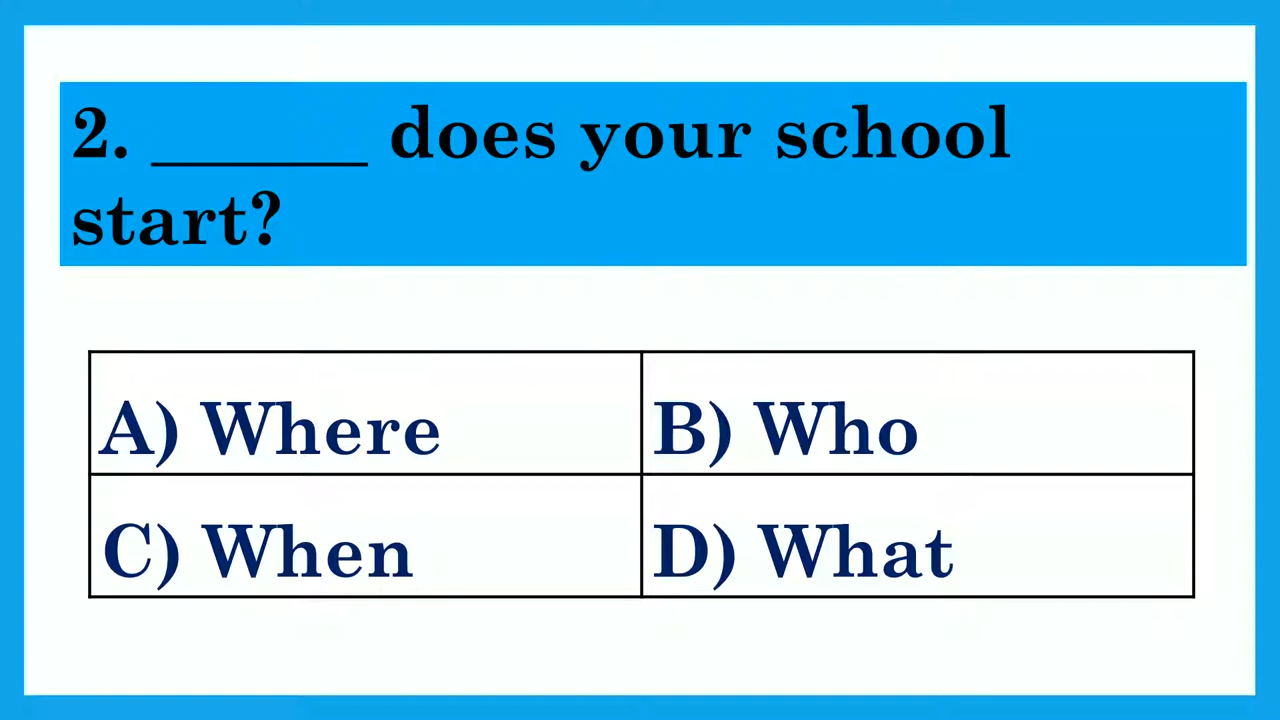 2. ______ does your school
start?
A) Where
B) Who
C) When
D) What